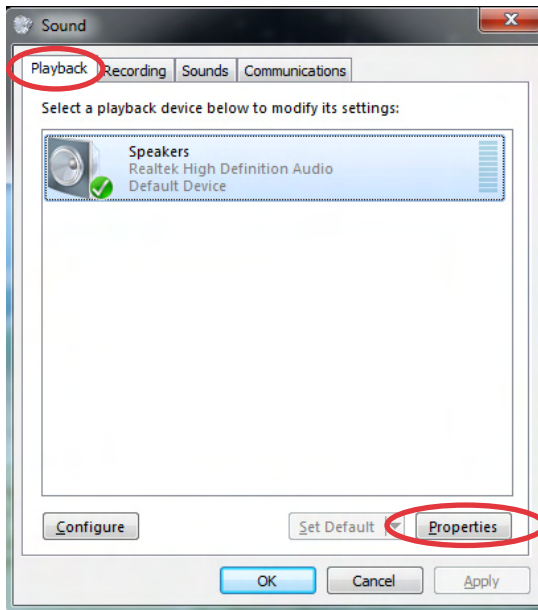 Sound
Playback Recording Sounds Communications
Select a playback device below to modify its settings:
Speakers
Realtek High Definition Audio
Default Device
Configure Set Default Properties
OK Cancel Apply